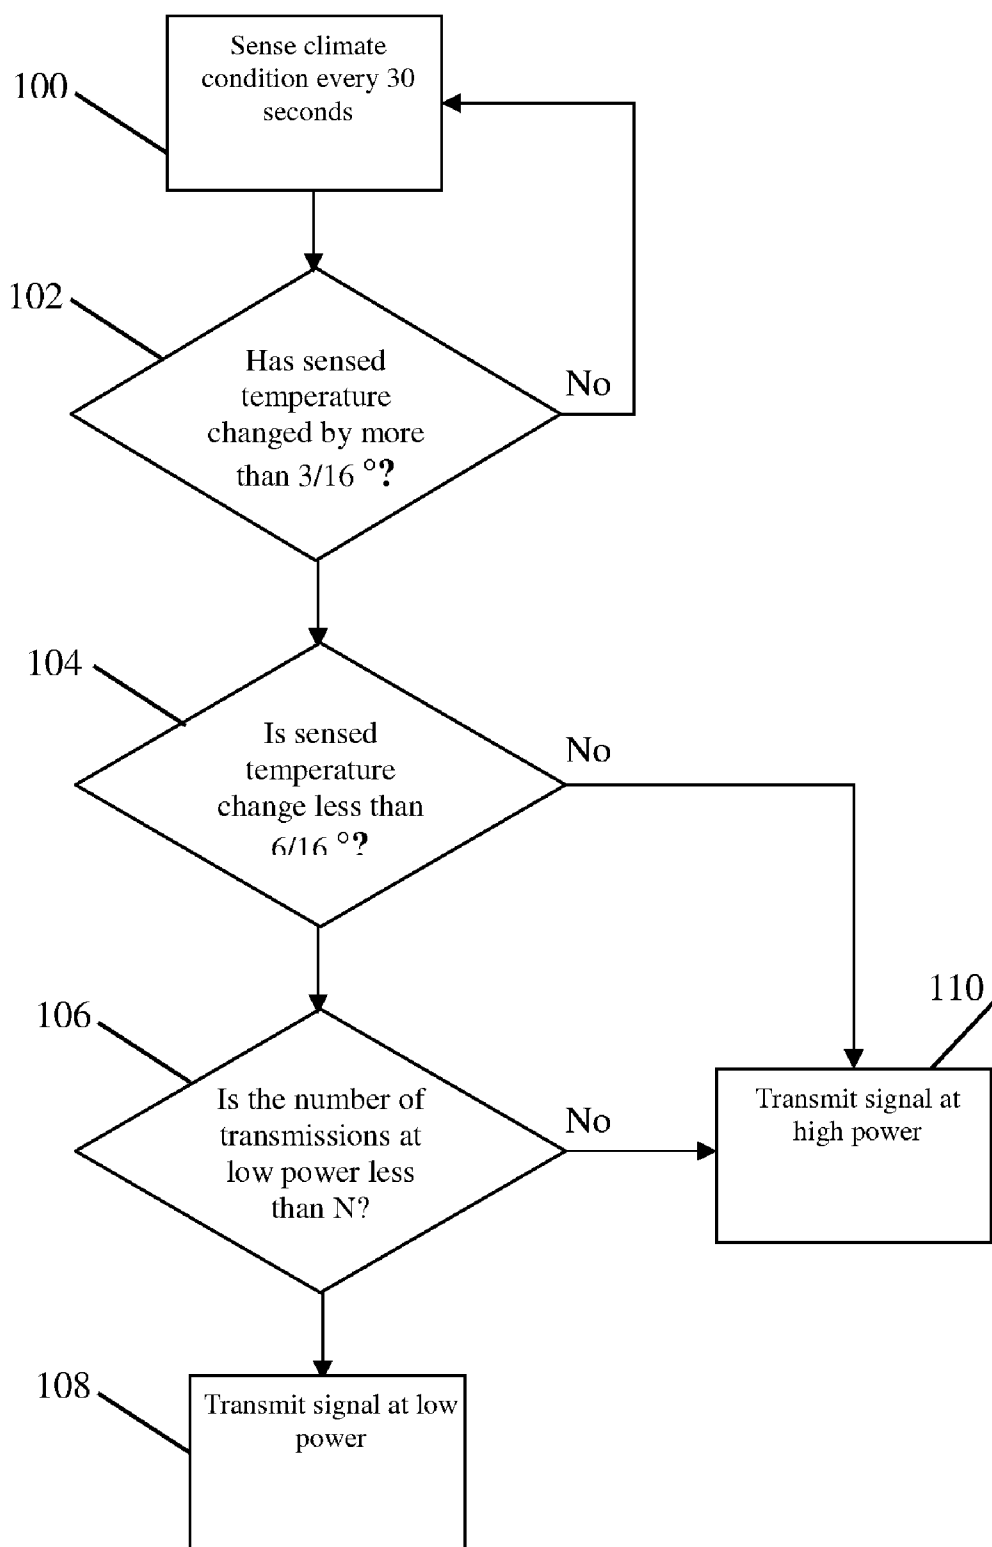 Sense climate
condition every 30
seconds
100
102
Has sensed
temperature
changed by more
than 3/16 °?
No
104
Is sensed
temperature
change less than
6/16 °?
No
106
Is the number of
transmissions at
low power less
than N?
No
110
Transmit signal at
high power
108
Transmit signal at low
power